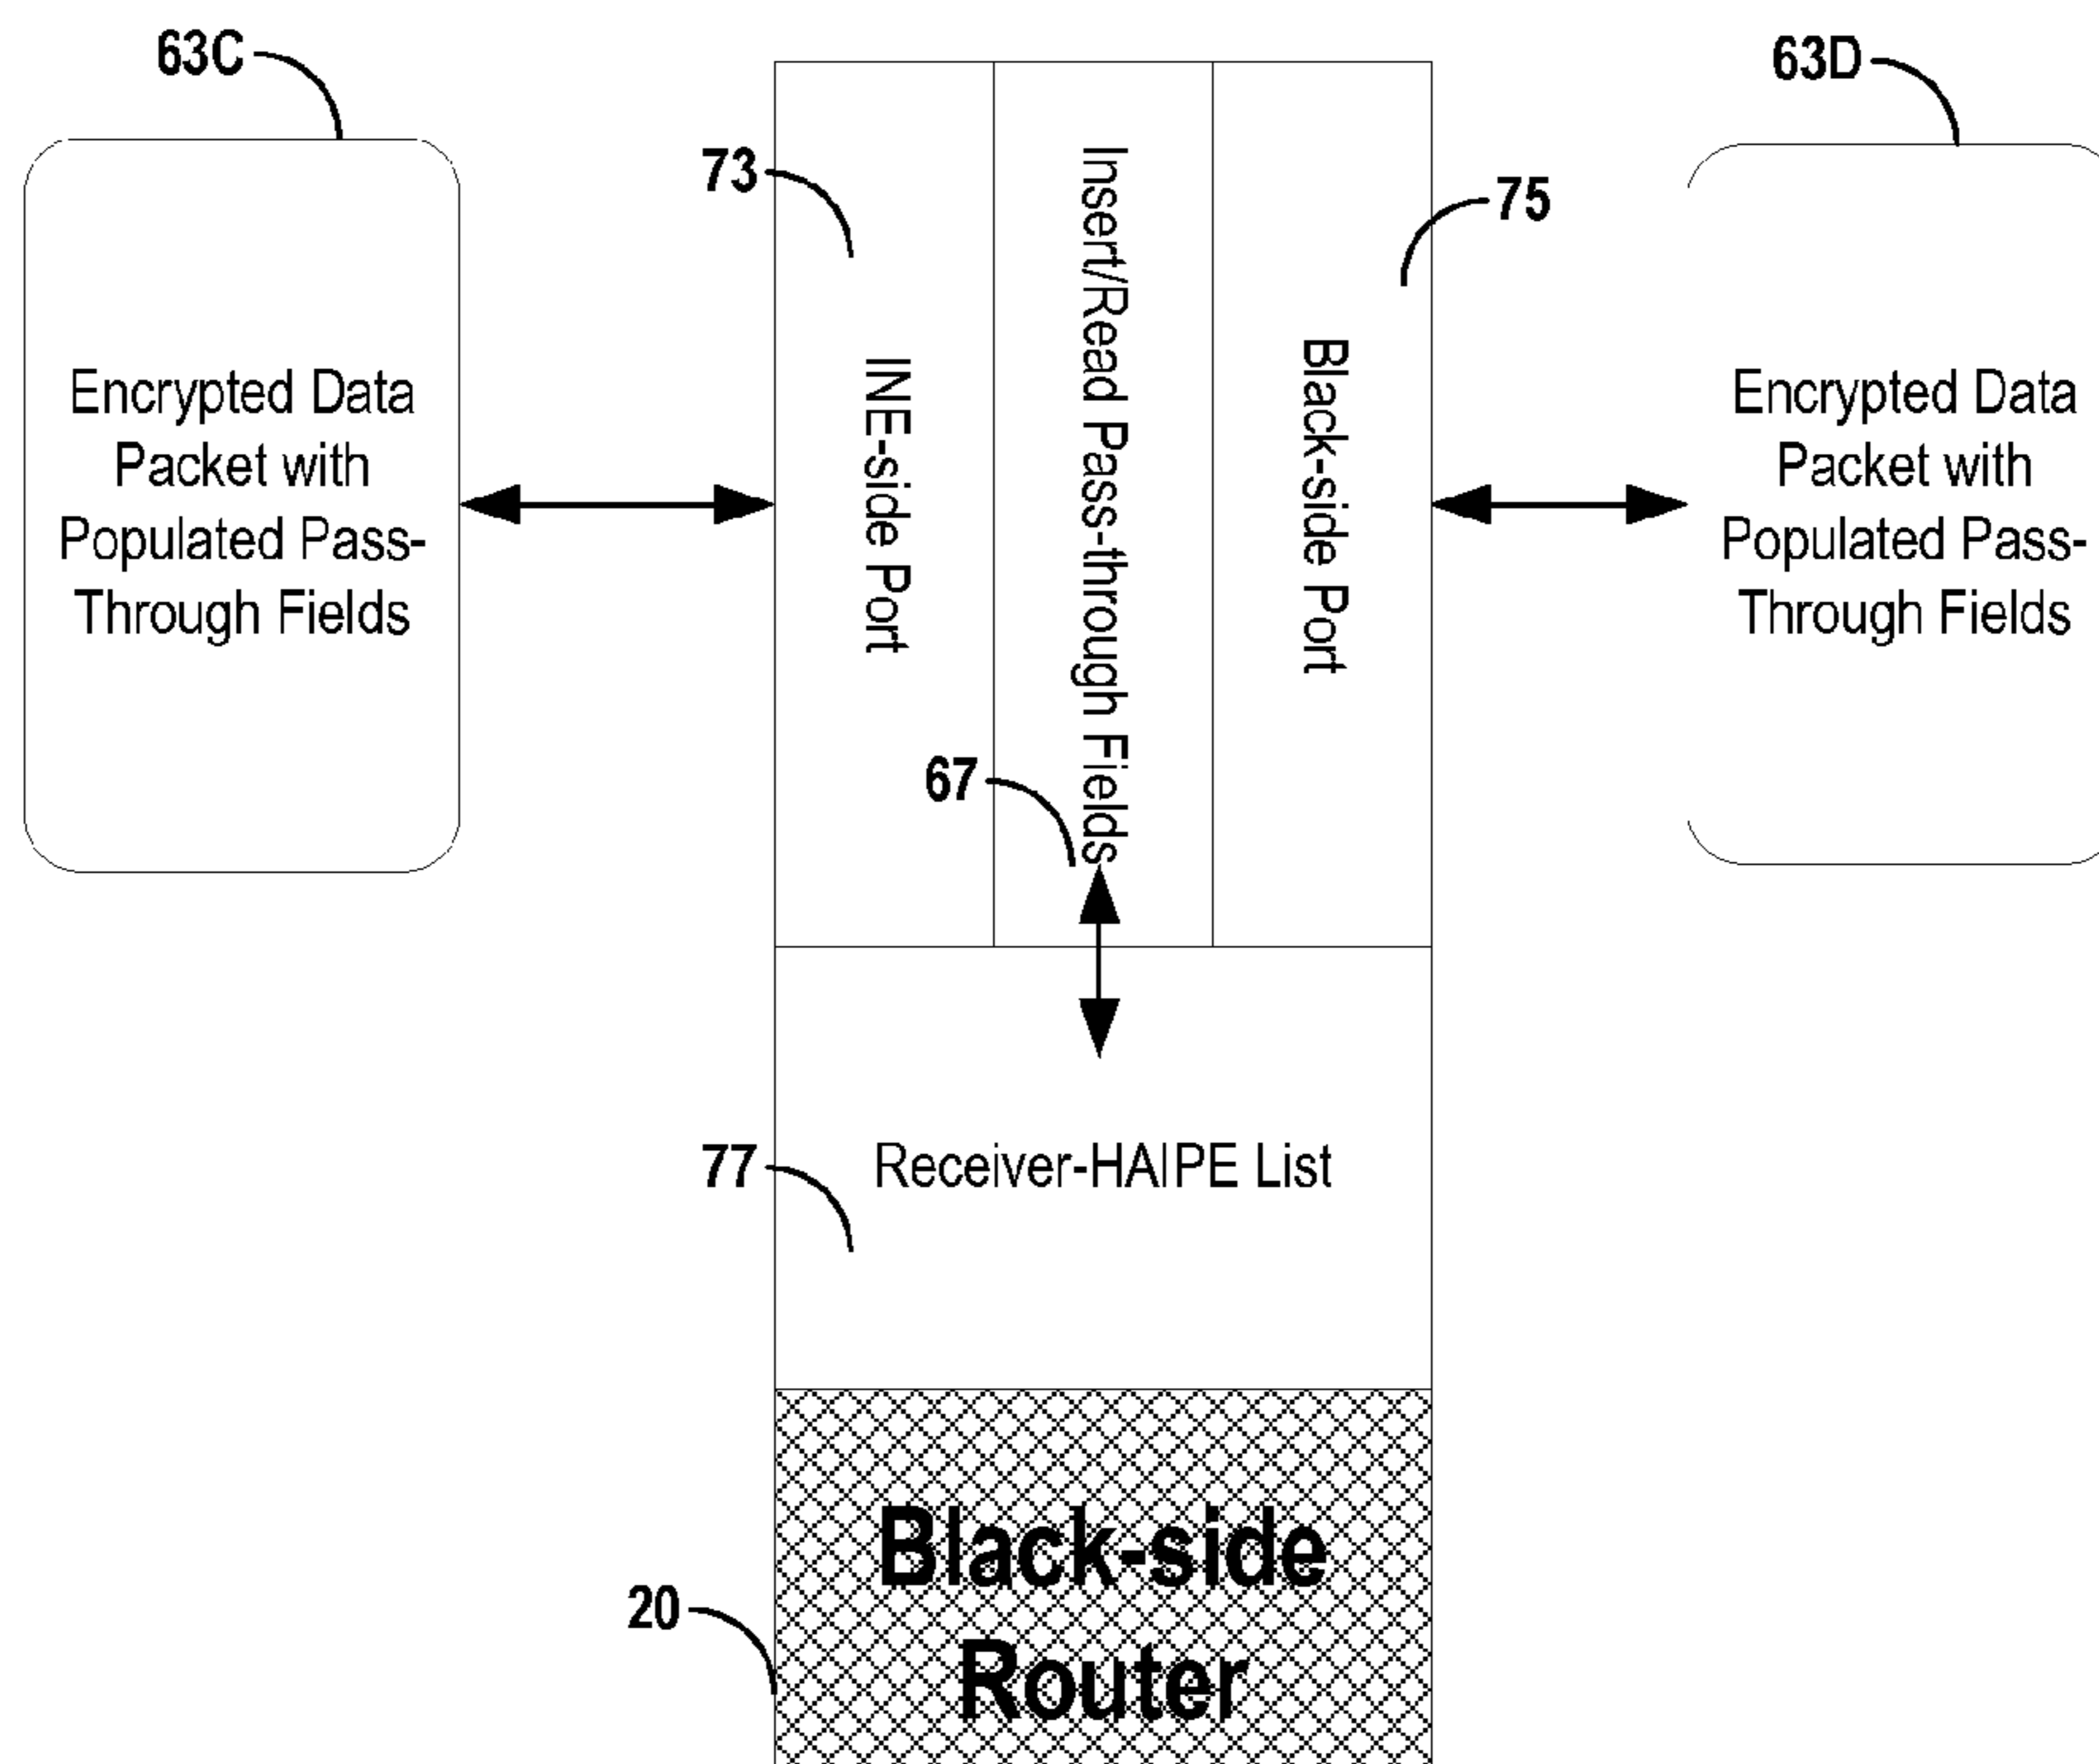 63C
63D
73
75
Encrypted Data
Packet with
Populated Pass-
Through Fields
INE-side Port
Insert/Read Pass-through Fields
Black-side Port
Encrypted Data
Packet with
Populated Pass-
Through Fields
67
77
Receiver-HAIPE List
20
Black-side
Router